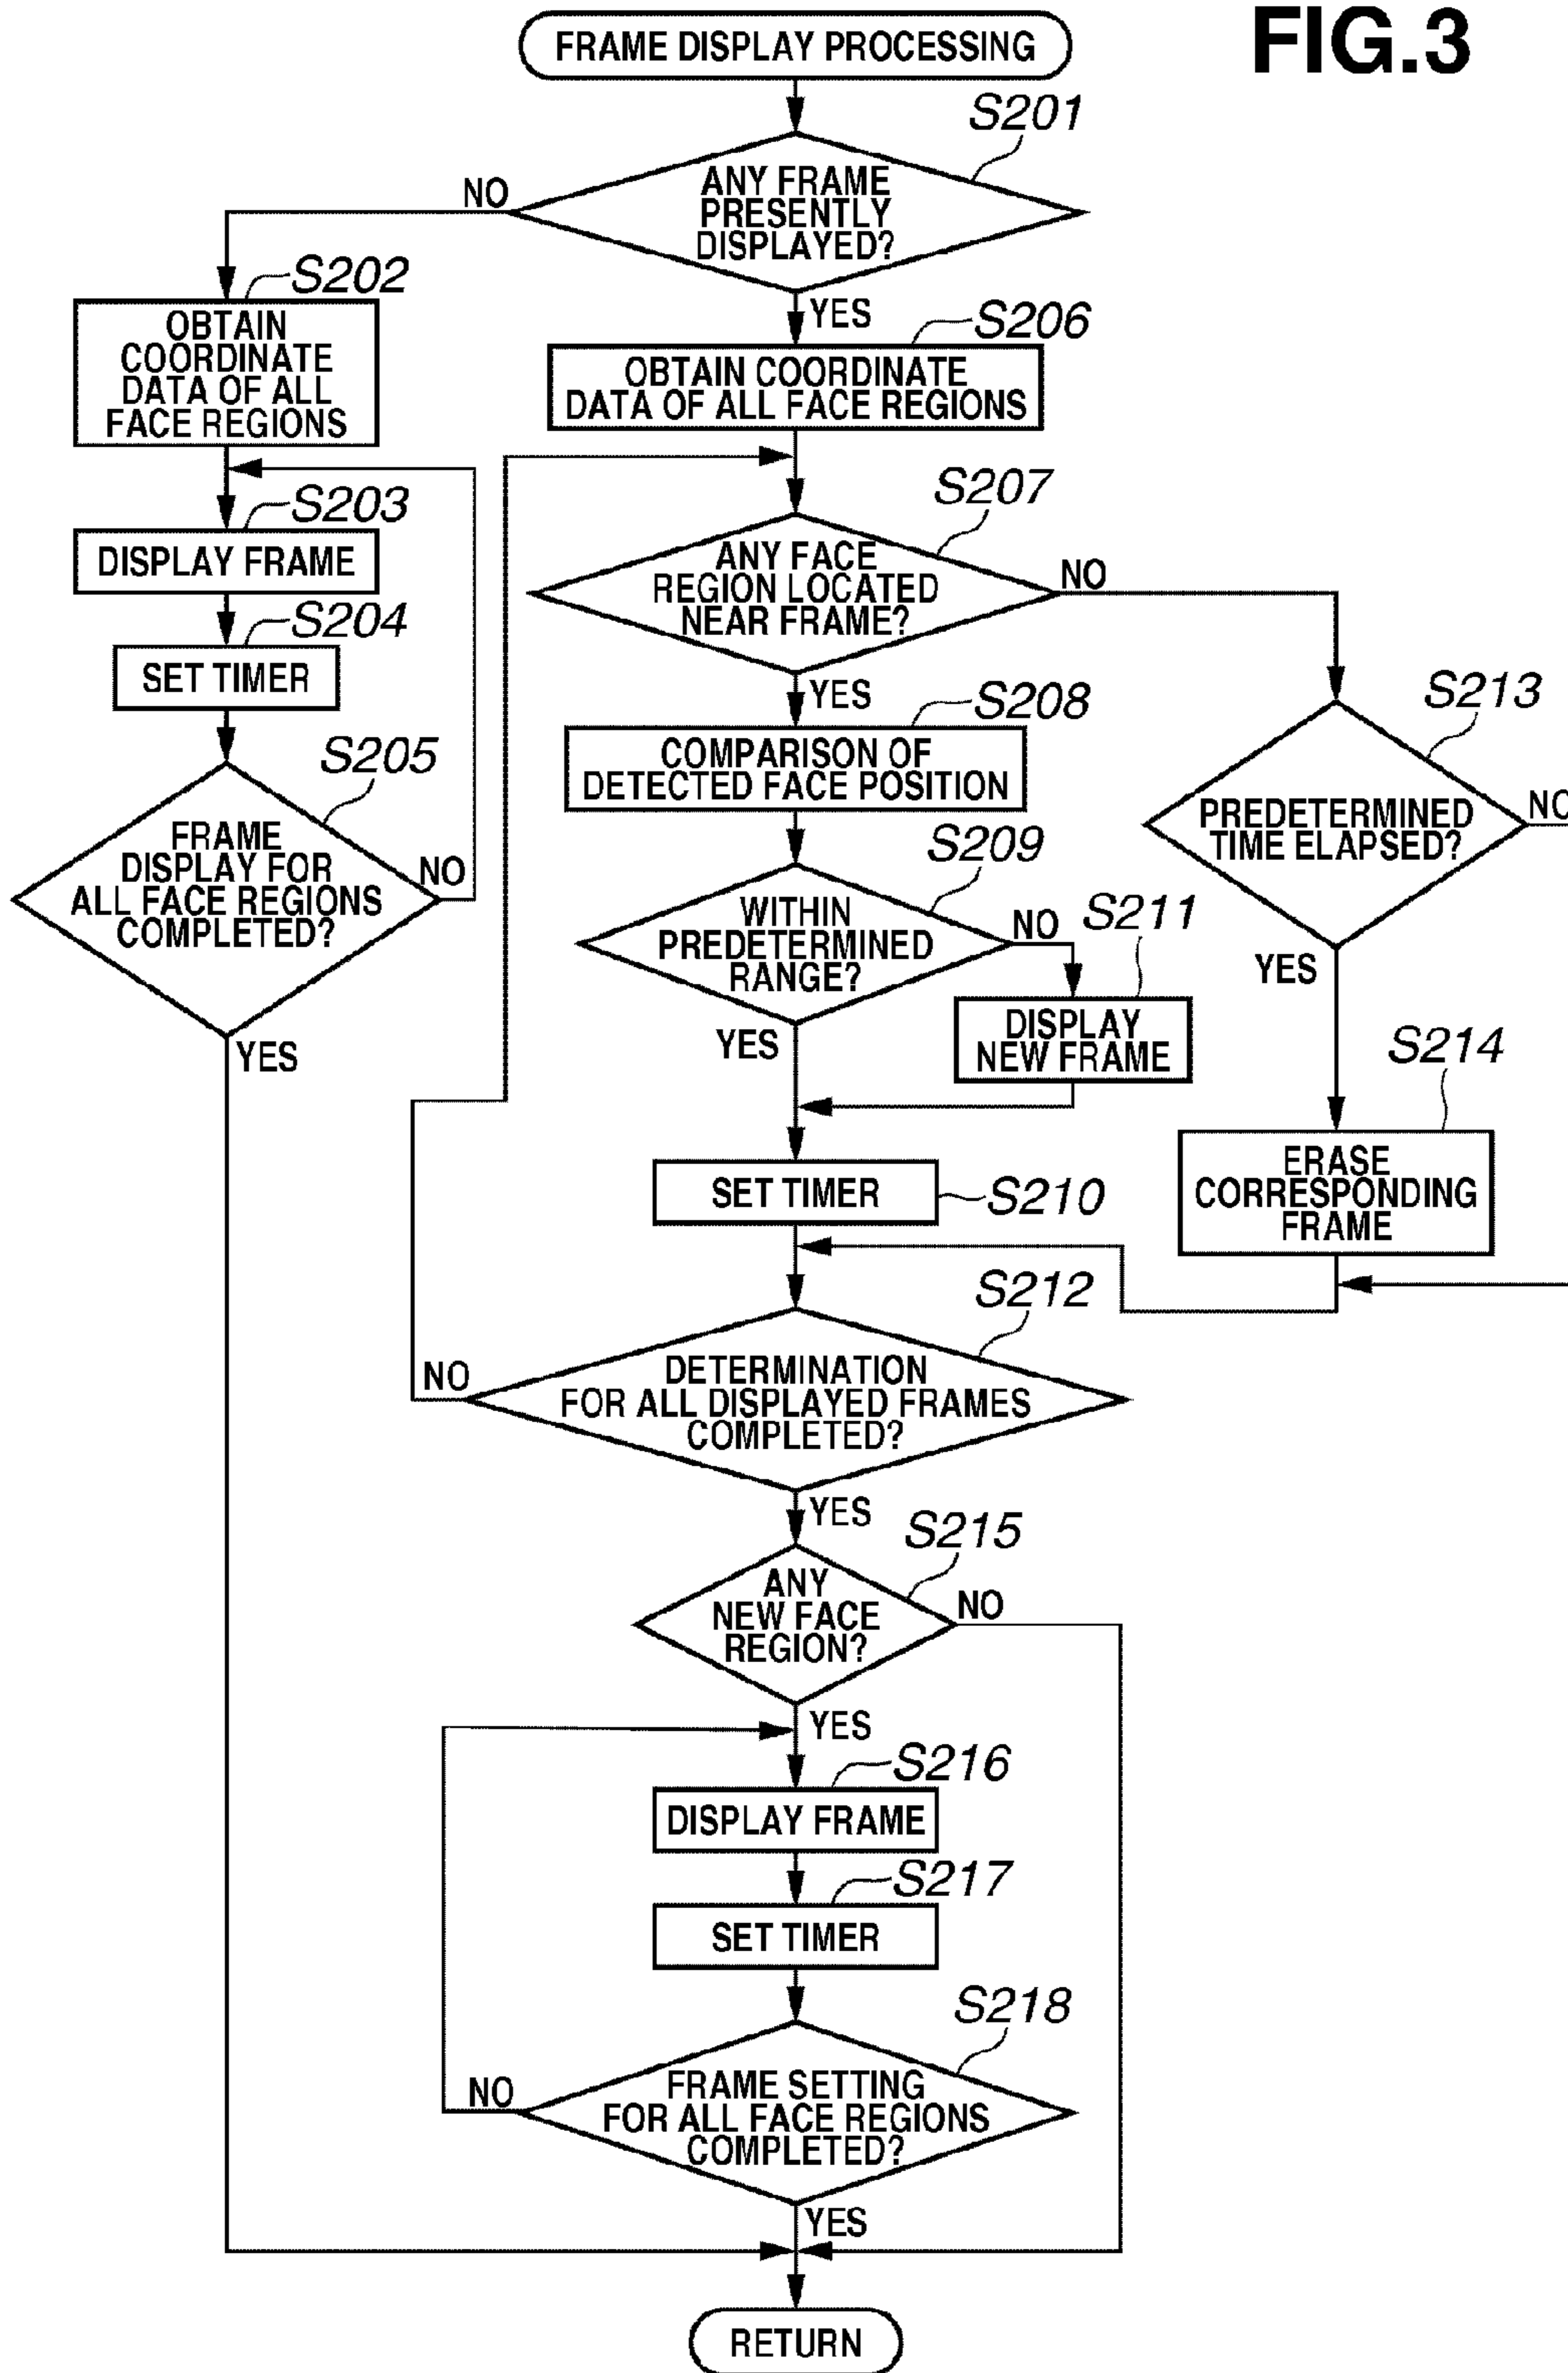 FIG.3
FRAME DISPLAY PROCESSING
S201
ANY FRAME
PRESENTLY
DISPLAYED?
NO
YES
S202
OBTAIN
COORDINATE
DATA OF ALL
FACE REGIONS
S203
DISPLAY FRAME
S204
SET TIMER
S205
FRAME
DISPLAY FOR
ALL FACE REGIONS
COMPLETED?
NO
YES
S206
OBTAIN COORDINATE
DATA OF ALL FACE REGIONS
S207
ANY FACE
REGION LOCATED
NEAR FRAME?
NO
YES
S208
COMPARISON OF
DETECTED FACE POSITION
S209
WITHIN
PREDETERMINED
RANGE?
NO
YES
S211
DISPLAY
NEW FRAME
SET TIMER
S210
S213
PREDETERMINED
TIME ELAPSED?
NO
YES
S214
ERASE
CORRESPONDING
FRAME
S212
DETERMINATION
FOR ALL DISPLAYED FRAMES
COMPLETED?
NO
YES
S215
ANY
NEW FACE
REGION?
NO
YES
S216
DISPLAY FRAME
S217
SET TIMER
S218
FRAME SETTING
FOR ALL FACE REGIONS
COMPLETED?
NO
YES
RETURN